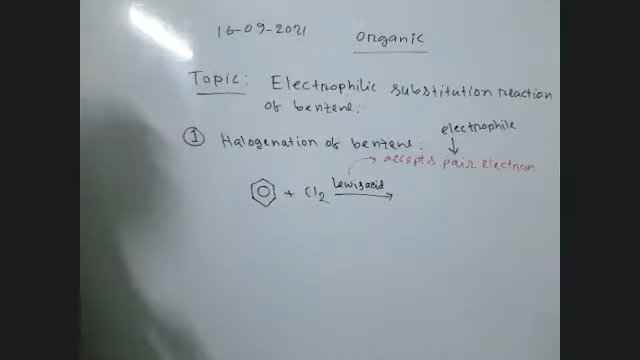 16-09-2021
Organic
Topic: Electrophilic substitution reaction
of benzene:
① Halogenation of benzene:
electrophile
↓
accepts pair electron
+ Cl2 Lewis acid →